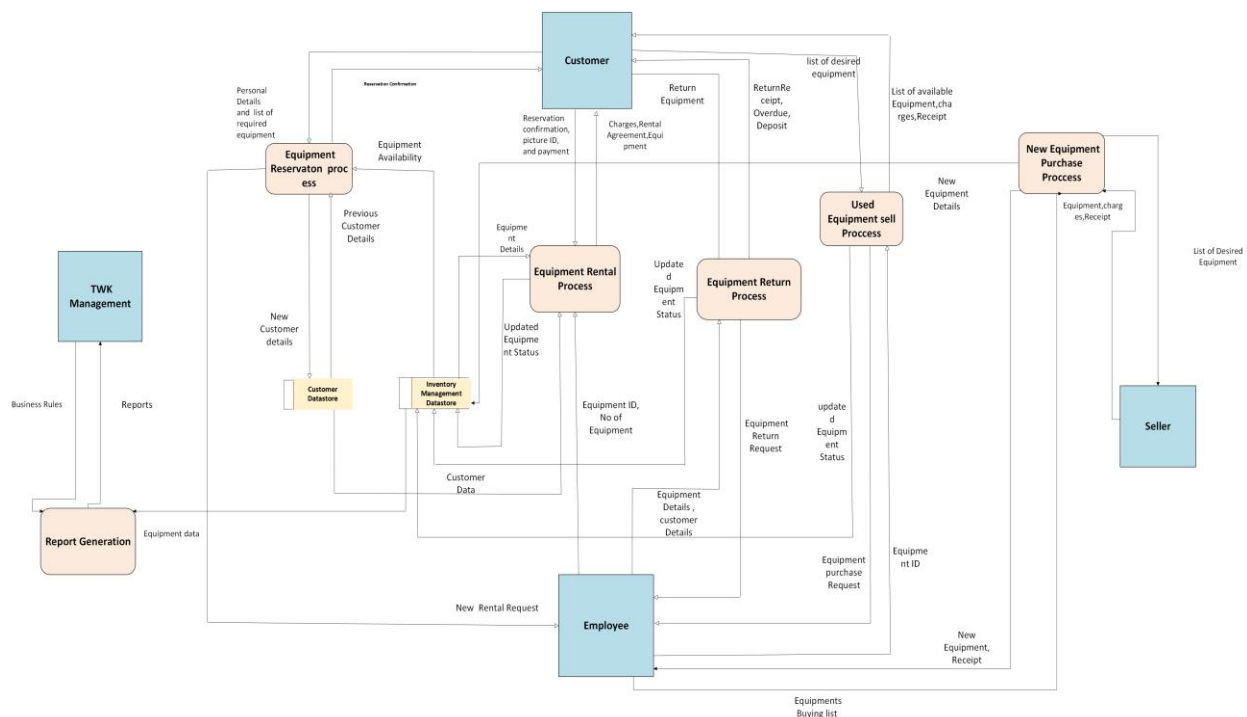 Customer
list of desired
equipment
Personal
Details
and list of
required
equipment
Reservation Confirmation
Return
Equipment
ReturnRe
ceipt,
Overdue,
Deposit
List of available
Equipment,cha
rges,Receipt
Reservation
confirmation,
picture ID,
and payment
Charges,Rental
Agreement,Equi
pment
Equipment
Reservaton proc
ess
Equipment
Availability
New Equipment
Purchase
Proccess
New
Equipment
Details
Equipment,charg
es,Receipt
Used
Equipment sell
Proccess
Previous
Customer
Details
Equipme
nt
Details
List of Desired
Equipment
TWK
Management
Equipment Rental
Process
Update
d
Equipm
ent
Status
Equipment Return
Process
New
Customer
details
Updated
Equipme
nt Status
Customer
Datastore
Inventory
Management
Datastore
Business Rules
Reports
Equipment ID,
No of
Equipment
Equipment
Return
Request
update
d
Equipm
ent
Status
Seller
Customer
Data
Report Generation
Equipment data
Equipment
Details ,
customer
Details
Equipment
purchase
Request
Equipme
nt ID
New Rental Request
Employee
New
Equipment,
Receipt
Equipments
Buying list